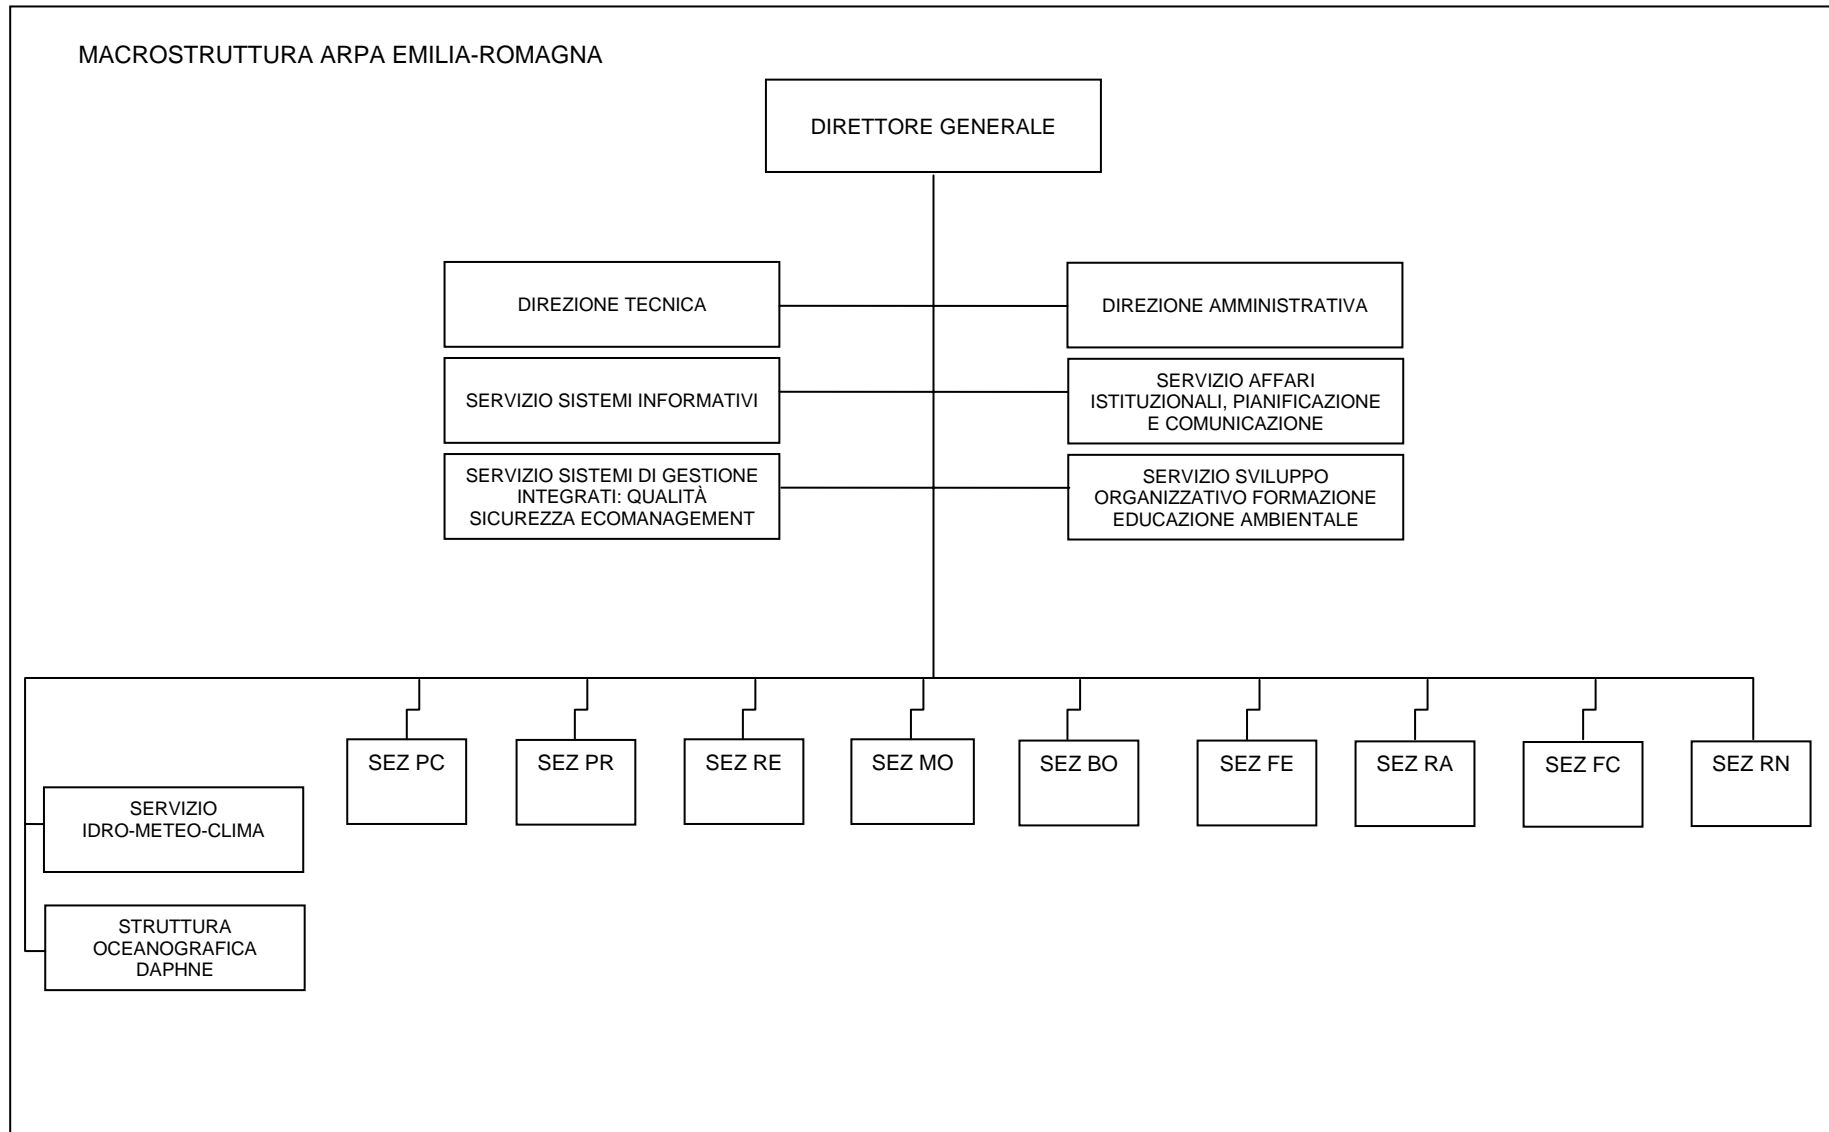 MACROSTRUTTURA ARPA EMILIA-ROMAGNA
DIRETTORE GENERALE
DIREZIONE TECNICA
DIREZIONE AMMINISTRATIVA
SERVIZIO SISTEMI INFORMATIVI
SERVIZIO AFFARI
ISTITUZIONALI, PIANIFICAZIONE
E COMUNICAZIONE
SERVIZIO SISTEMI DI GESTIONE
INTEGRATI: QUALITÀ
SICUREZZA ECOMANAGEMENT
SERVIZIO SVILUPPO
ORGANIZZATIVO FORMAZIONE
EDUCAZIONE AMBIENTALE
SEZ PC
SEZ PR
SEZ RE
SEZ MO
SEZ BO
SEZ FE
SEZ RA
SEZ FC
SEZ RN
SERVIZIO
IDRO-METEO-CLIMA
STRUTTURA
OCEANOGRAFICA
DAPHNE